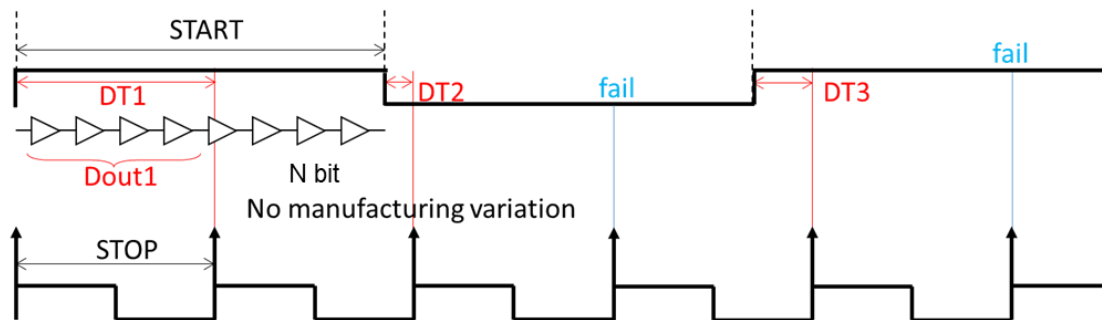 START
fail
fail
DT1
DT2
DT3
Dout1
N bit
No manufacturing variation
STOP